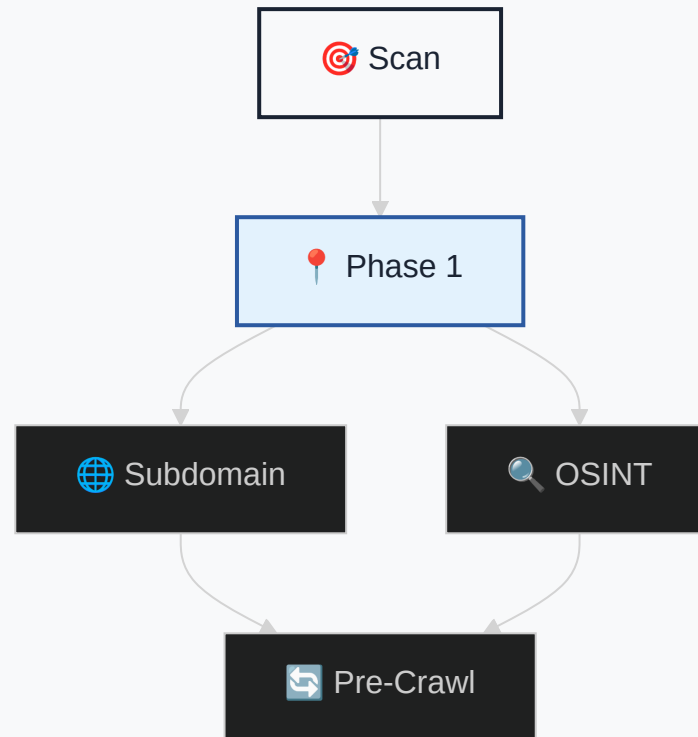 🎯 Scan
📍 Phase 1
🌐 Subdomain
🔍 OSINT
🔄 Pre-Crawl